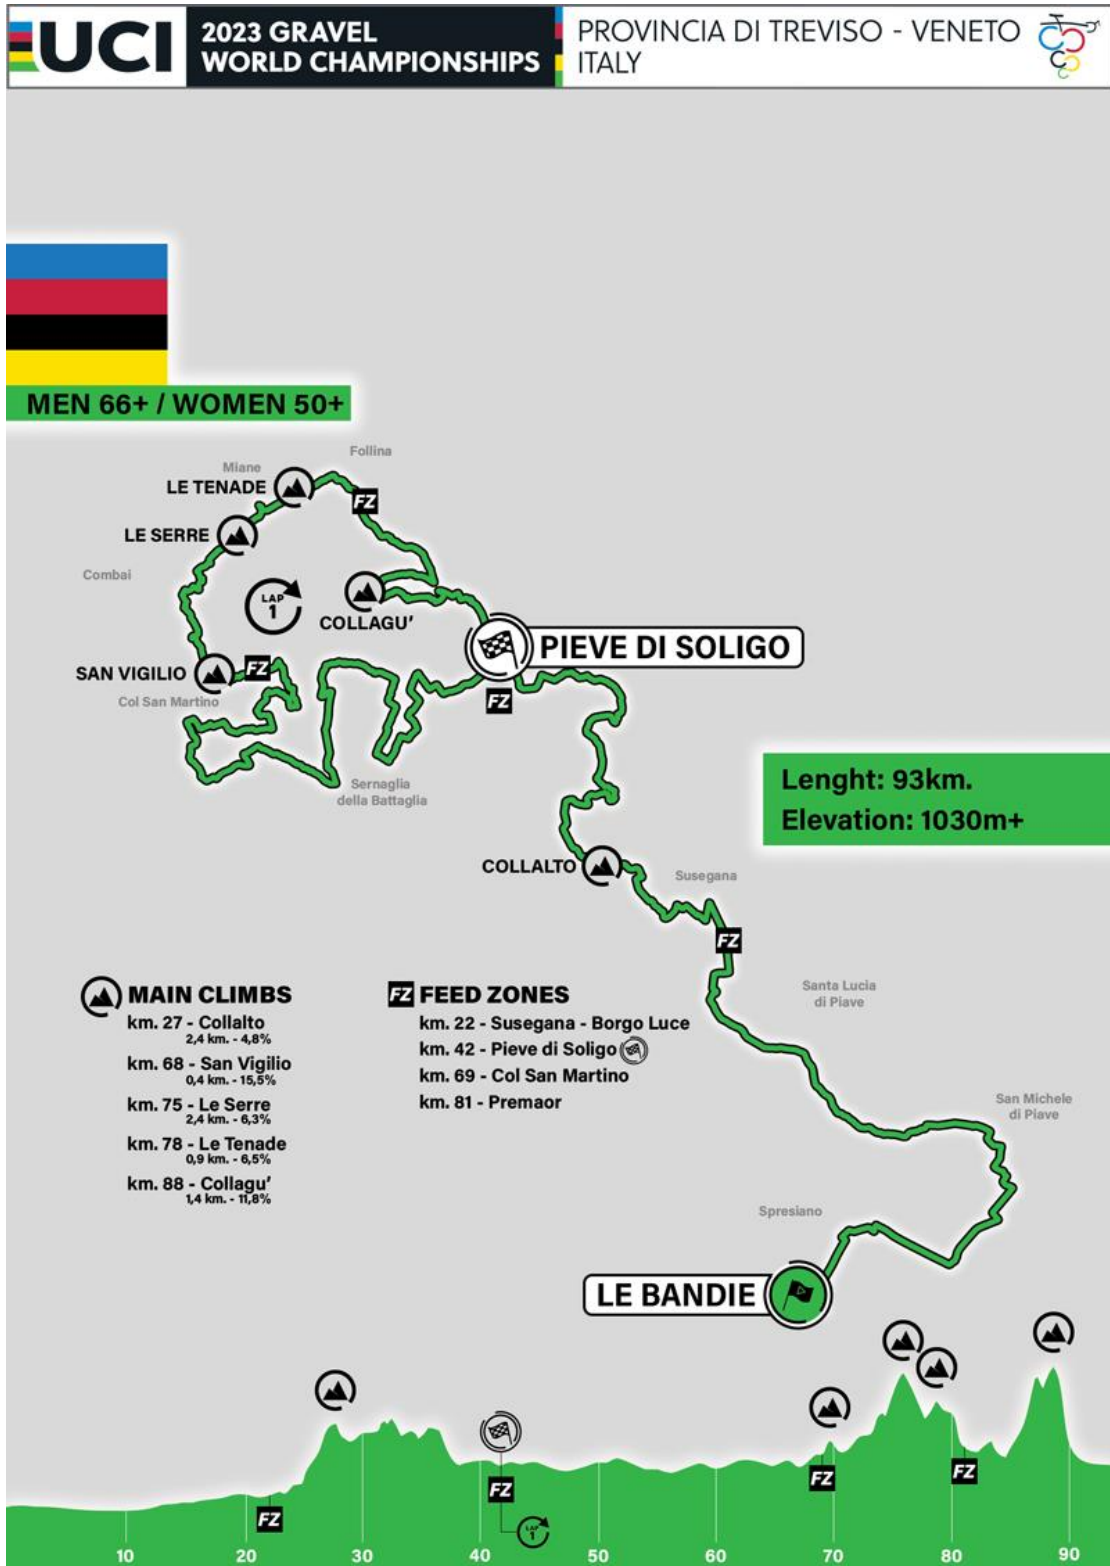 UCI
2023 GRAVEL
WORLD CHAMPIONSHIPS
PROVINCIA DI TREVISO - VENETO
ITALY
MEN 66+ / WOMEN 50+
Follina
Miane
LE TENADE
FZ
LE SERRE
Combai
LAP
1
COLLAGU'
PIEVE DI SOLIGO
SAN VIGILIO
FZ
FZ
Col San Martino
Sernaglia
della Battaglia
Lenght: 93km.
Elevation: 1030m+
COLLALTO
Susegana
FZ
Santa Lucia
di Piave
MAIN CLIMBS
km. 27 - Collalto
2,4 km. - 4,8%
km. 68 - San Vigilio
0,4 km. - 15,5%
km. 75 - Le Serre
2,4 km. - 6,3%
km. 78 - Le Tenade
0,9 km. - 6,5%
km. 88 - Collagu'
1,4 km. - 11,8%
FZ FEED ZONES
km. 22 - Susegana - Borgo Luce
km. 42 - Pieve di Soligo
km. 69 - Col San Martino
km. 81 - Premaor
San Michele
di Piave
Spresiano
LE BANDIE
FZ
FZ
FZ
FZ
LAP
1
10 20 30 40 50 60 70 80 90